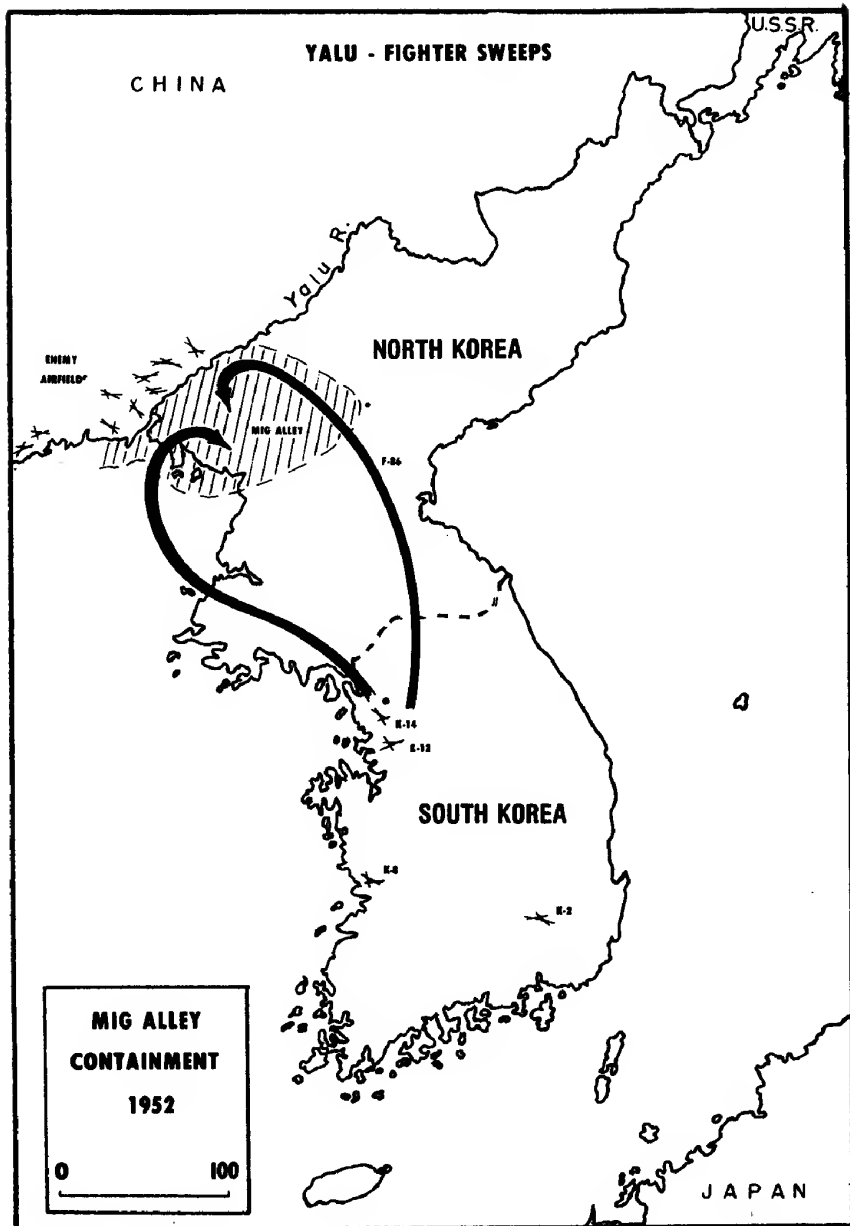 U.S.S.R.
YALU - FIGHTER SWEEPS
CHINA
Yalu R.
NORTH KOREA
ENEMY
AIRFIELDS
MIG ALLEY
F-86
K-14
K-13
SOUTH KOREA
K-8
K-2
MIG ALLEY
CONTAINMENT
1952
0 100
JAPAN